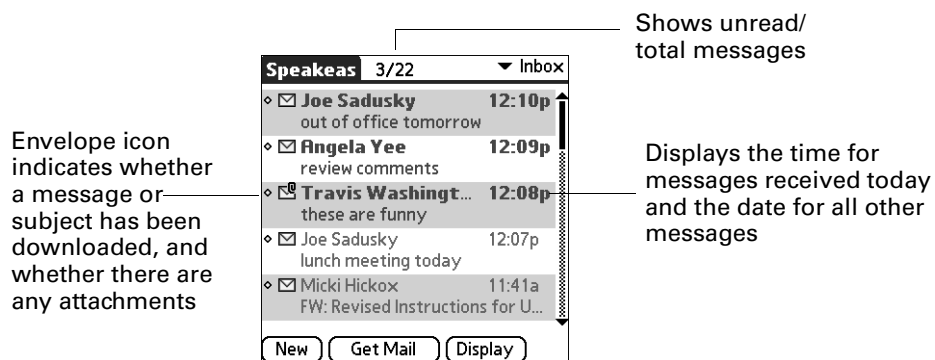 Shows unread/
total messages
Speakeas 3/22 Inbox
Joe Sadusky 12:10p
out of office tomorrow
Angela Yee 12:09p
review comments
Travis Washingt... 12:08p
these are funny
Joe Sadusky 12:07p
lunch meeting today
Micki Hickox 11:41a
FW: Revised Instructions for U...
New Get Mail Display
Envelope icon
indicates whether
a message or
subject has been
downloaded, and
whether there are
any attachments
Displays the time for
messages received today
and the date for all other
messages